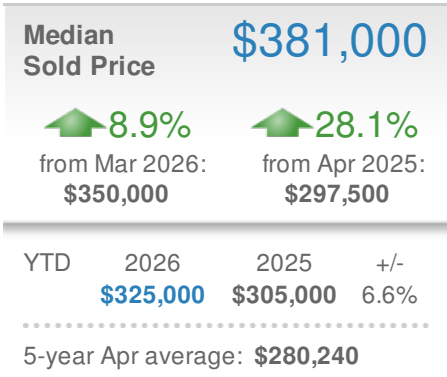 Median
Sold Price
$381,000
8.9%
28.1%
from Mar 2026:
$350,000
from Apr 2025:
$297,500
YTD 2026 2025 +/-
$325,000 $305,000 6.6%
5-year Apr average: $280,240